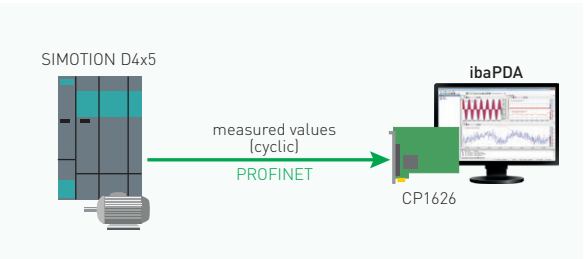 SIMOTION D4x5
ibaPDA
measured values
(cyclic)
PROFINET
CP1626